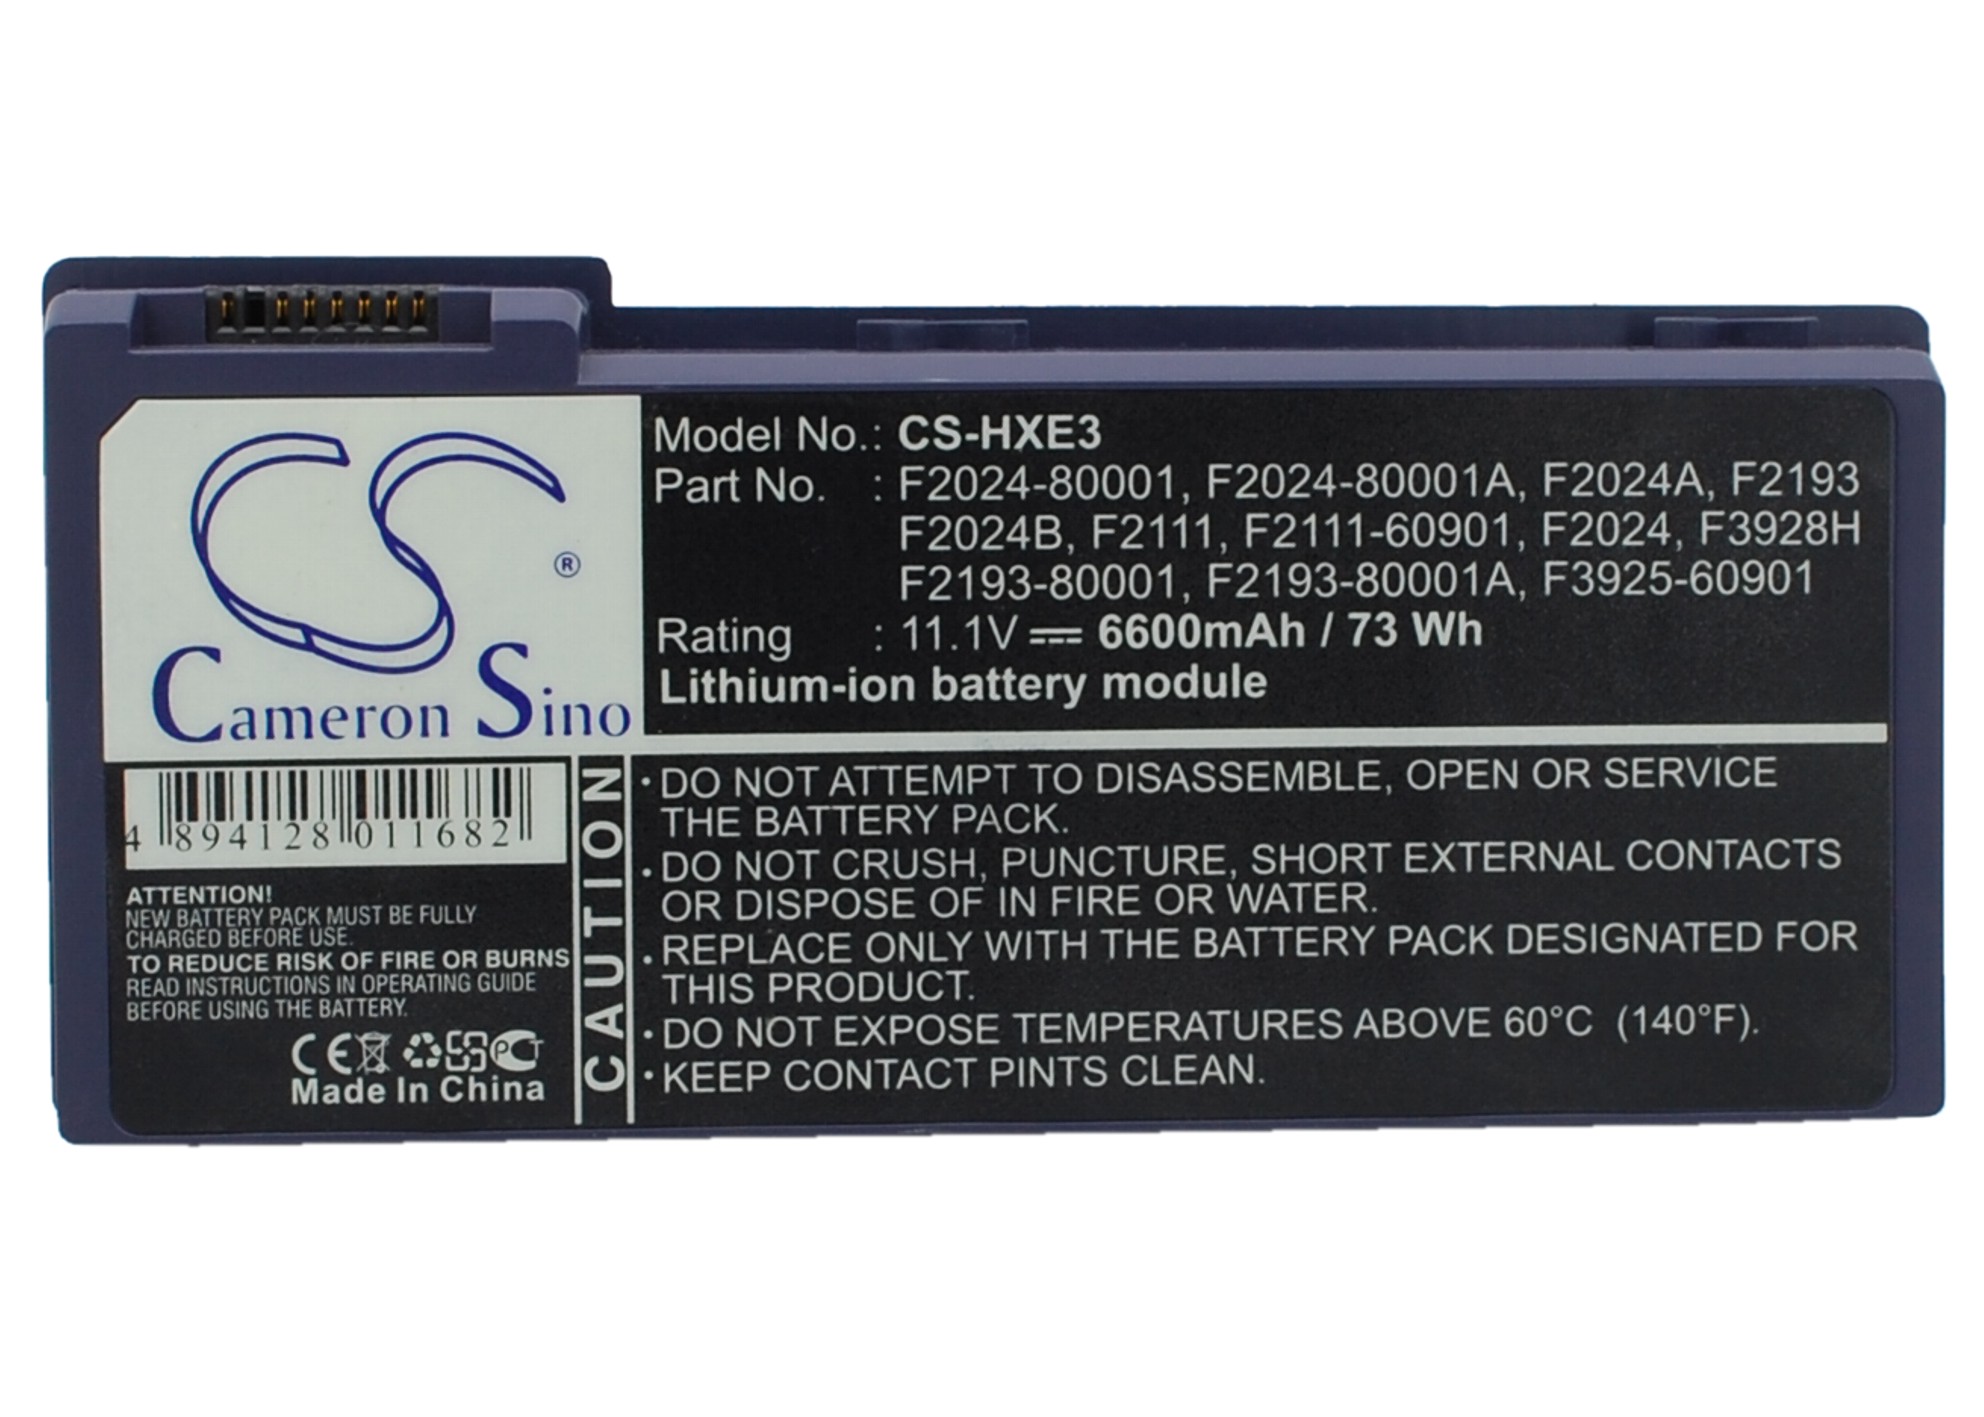 Model No.: CS-HXE3
Part No. : F2024-80001, F2024-80001A, F2024A, F2193
F2024B, F2111, F2111-60901, F2024, F3928H
F2193-80001, F2193-80001A, F3925-60901
Rating : 11.1V 6600mAh / 73 Wh
Lithium-ion battery module
CS
®
Cameron Sino
4 894128 011682
ATTENTION!
NEW BATTERY PACK MUST BE FULLY
CHARGED BEFORE USE.
TO REDUCE RISK OF FIRE OR BURNS
READ INSTRUCTIONS IN OPERATING GUIDE
BEFORE USING THE BATTERY.
CE PCT
Made In China
CAUTION
· DO NOT ATTEMPT TO DISASSEMBLE, OPEN OR SERVICE
THE BATTERY PACK.
· DO NOT CRUSH, PUNCTURE, SHORT EXTERNAL CONTACTS
OR DISPOSE OF IN FIRE OR WATER.
· REPLACE ONLY WITH THE BATTERY PACK DESIGNATED FOR
THIS PRODUCT.
· DO NOT EXPOSE TEMPERATURES ABOVE 60°C (140°F).
· KEEP CONTACT PINTS CLEAN.